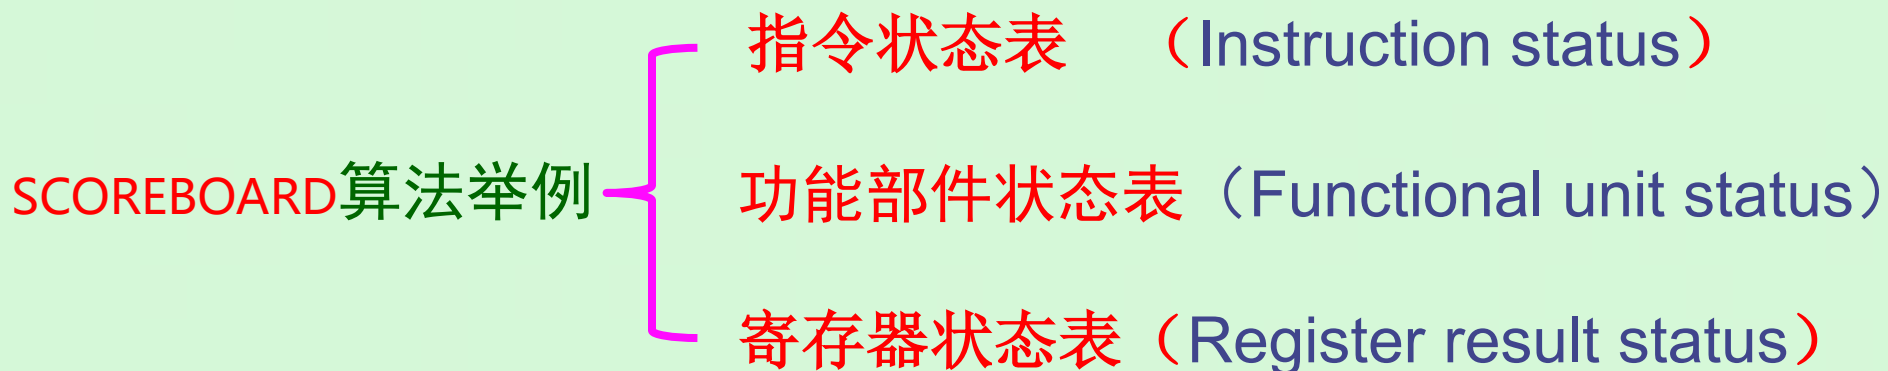 指令状态表 （Instruction status）
SCOREBOARD算法举例
功能部件状态表（Functional unit status）
寄存器状态表（Register result status）